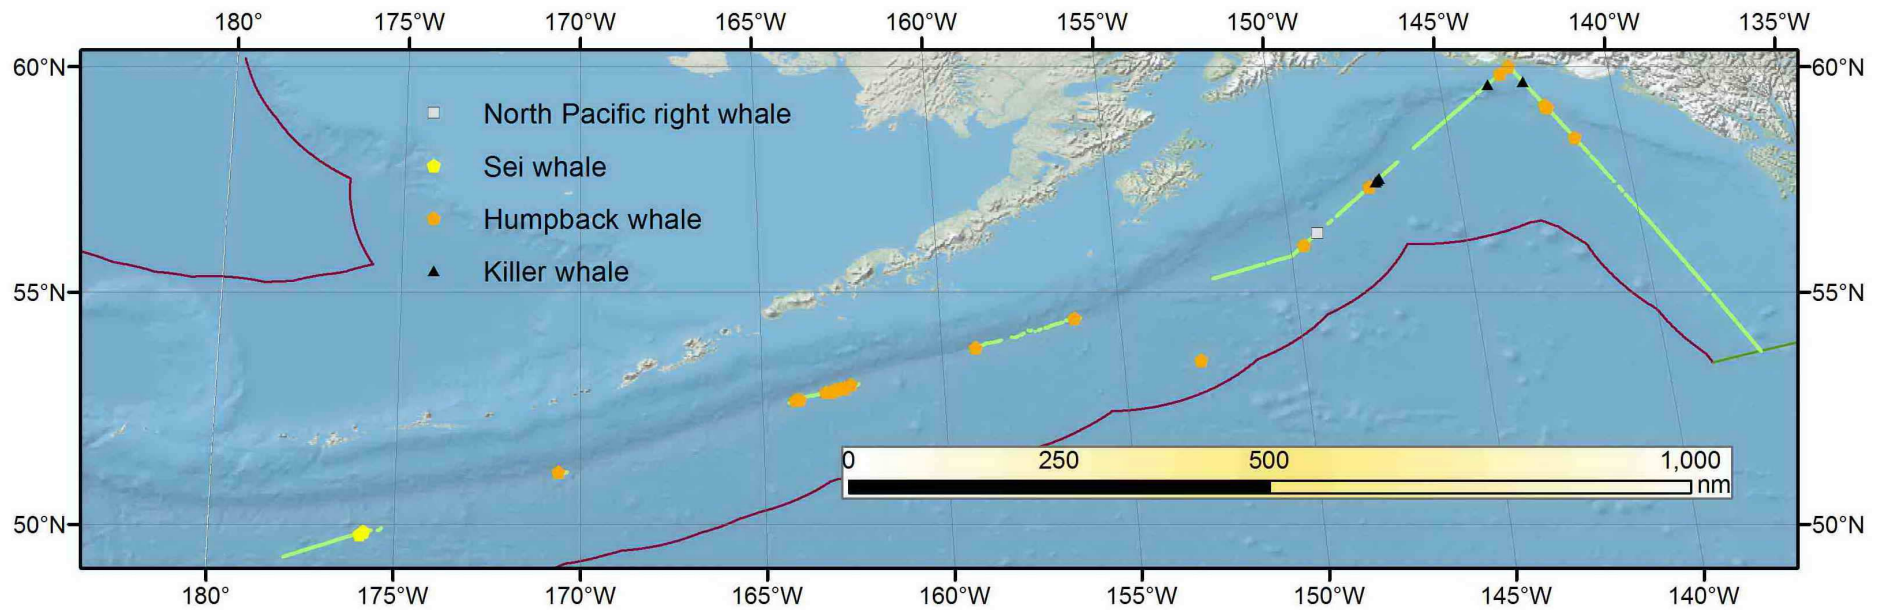 180° 175°W 170°W 165°W 160°W 155°W 150°W 145°W 140°W 135°W
60°N 60°N
North Pacific right whale
Sei whale
Humpback whale
Killer whale
55°N 55°N
0 250 500 1,000
nm
50°N 50°N
180° 175°W 170°W 165°W 160°W 155°W 150°W 145°W 140°W